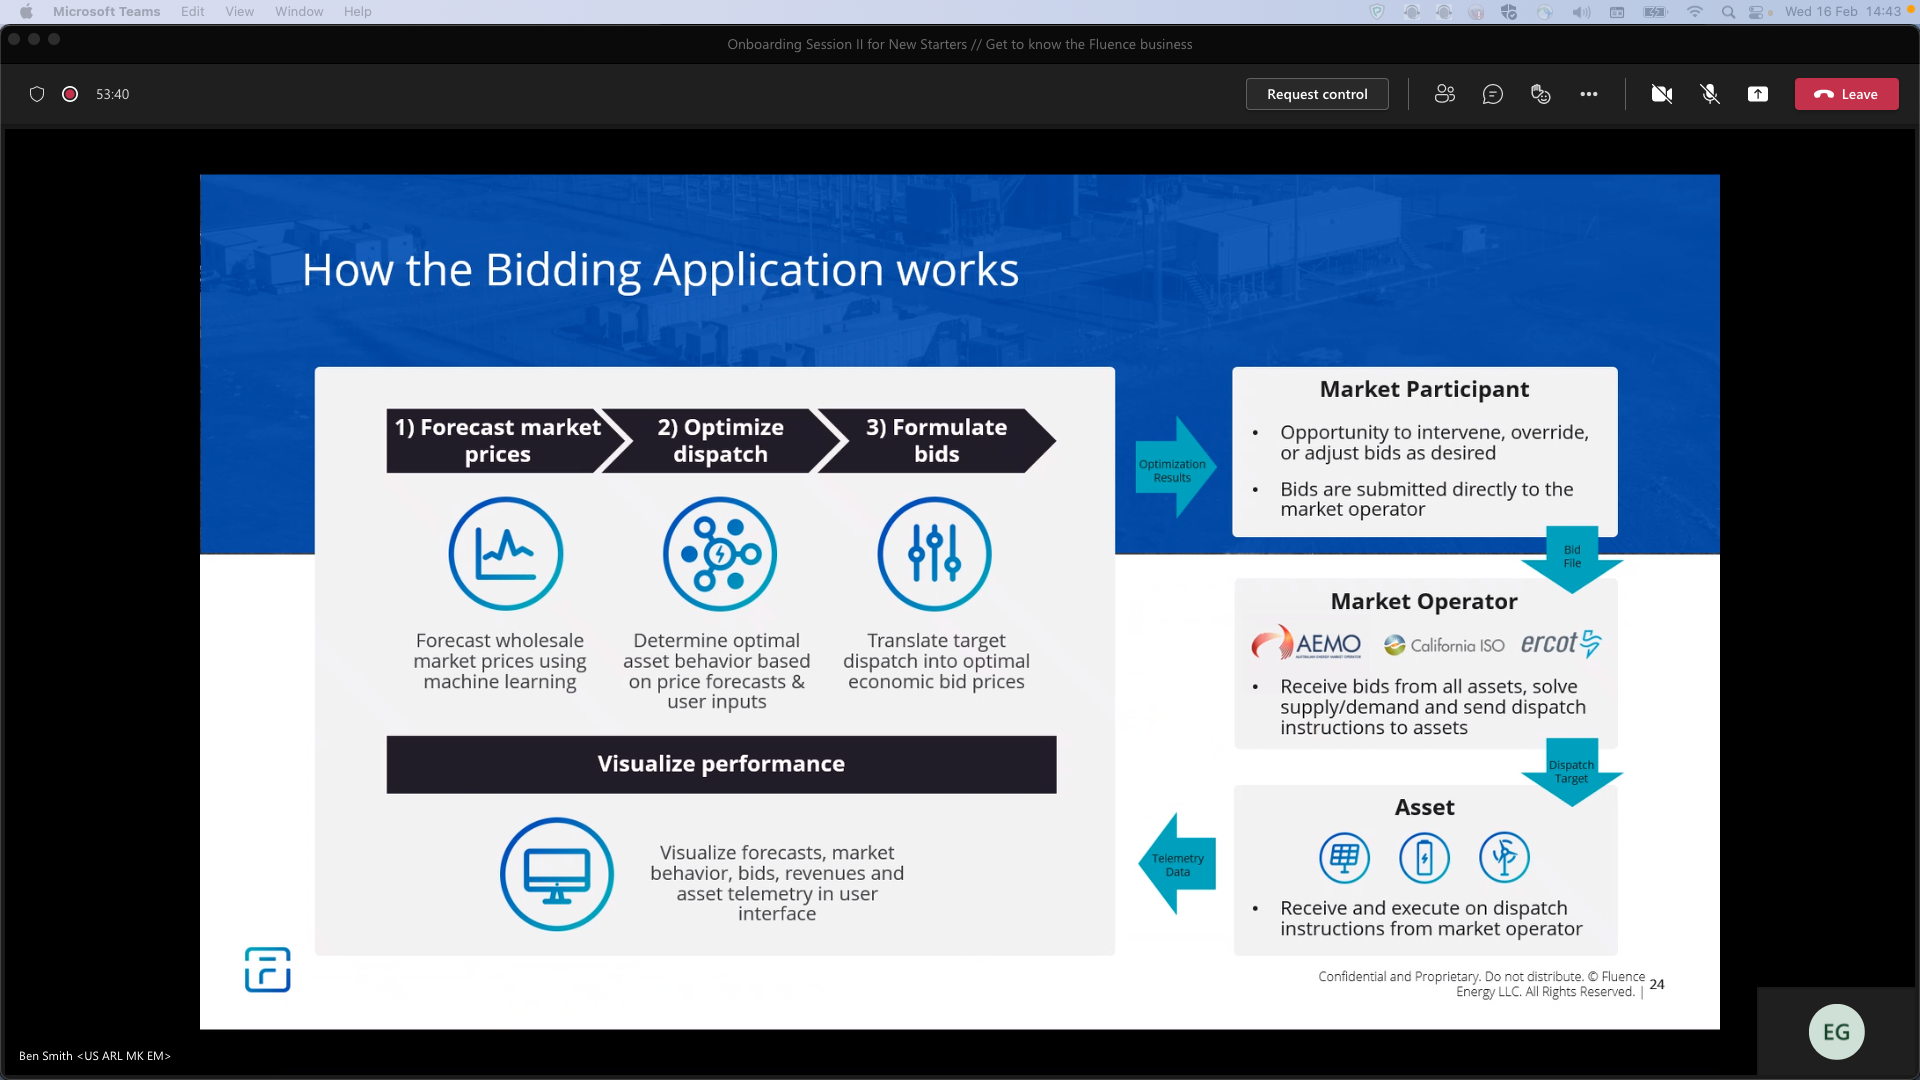 Microsoft Teams Edit View Window Help
Wed 16 Feb 14:43
Onboarding Session II for New Starters // Get to know the Fluence business
53:40
Request control
Leave
How the Bidding Application works
1) Forecast market
prices
2) Optimize
dispatch
3) Formulate
bids
Forecast wholesale
market prices using
machine learning
Determine optimal
asset behavior based
on price forecasts &
user inputs
Translate target
dispatch into optimal
economic bid prices
Visualize performance
Visualize forecasts, market
behavior, bids, revenues and
asset telemetry in user
interface
Optimization
Results
Market Participant
• Opportunity to intervene, override,
or adjust bids as desired
• Bids are submitted directly to the
market operator
Bid
File
Market Operator
AEMO
AUSTRALIAN ENERGY MARKET OPERATOR
California ISO
ercot
• Receive bids from all assets, solve
supply/demand and send dispatch
instructions to assets
Dispatch
Target
Asset
• Receive and execute on dispatch
instructions from market operator
Telemetry
Data
Confidential and Proprietary. Do not distribute. © Fluence
Energy LLC. All Rights Reserved. |
24
EG
Ben Smith <US ARL MK EM>